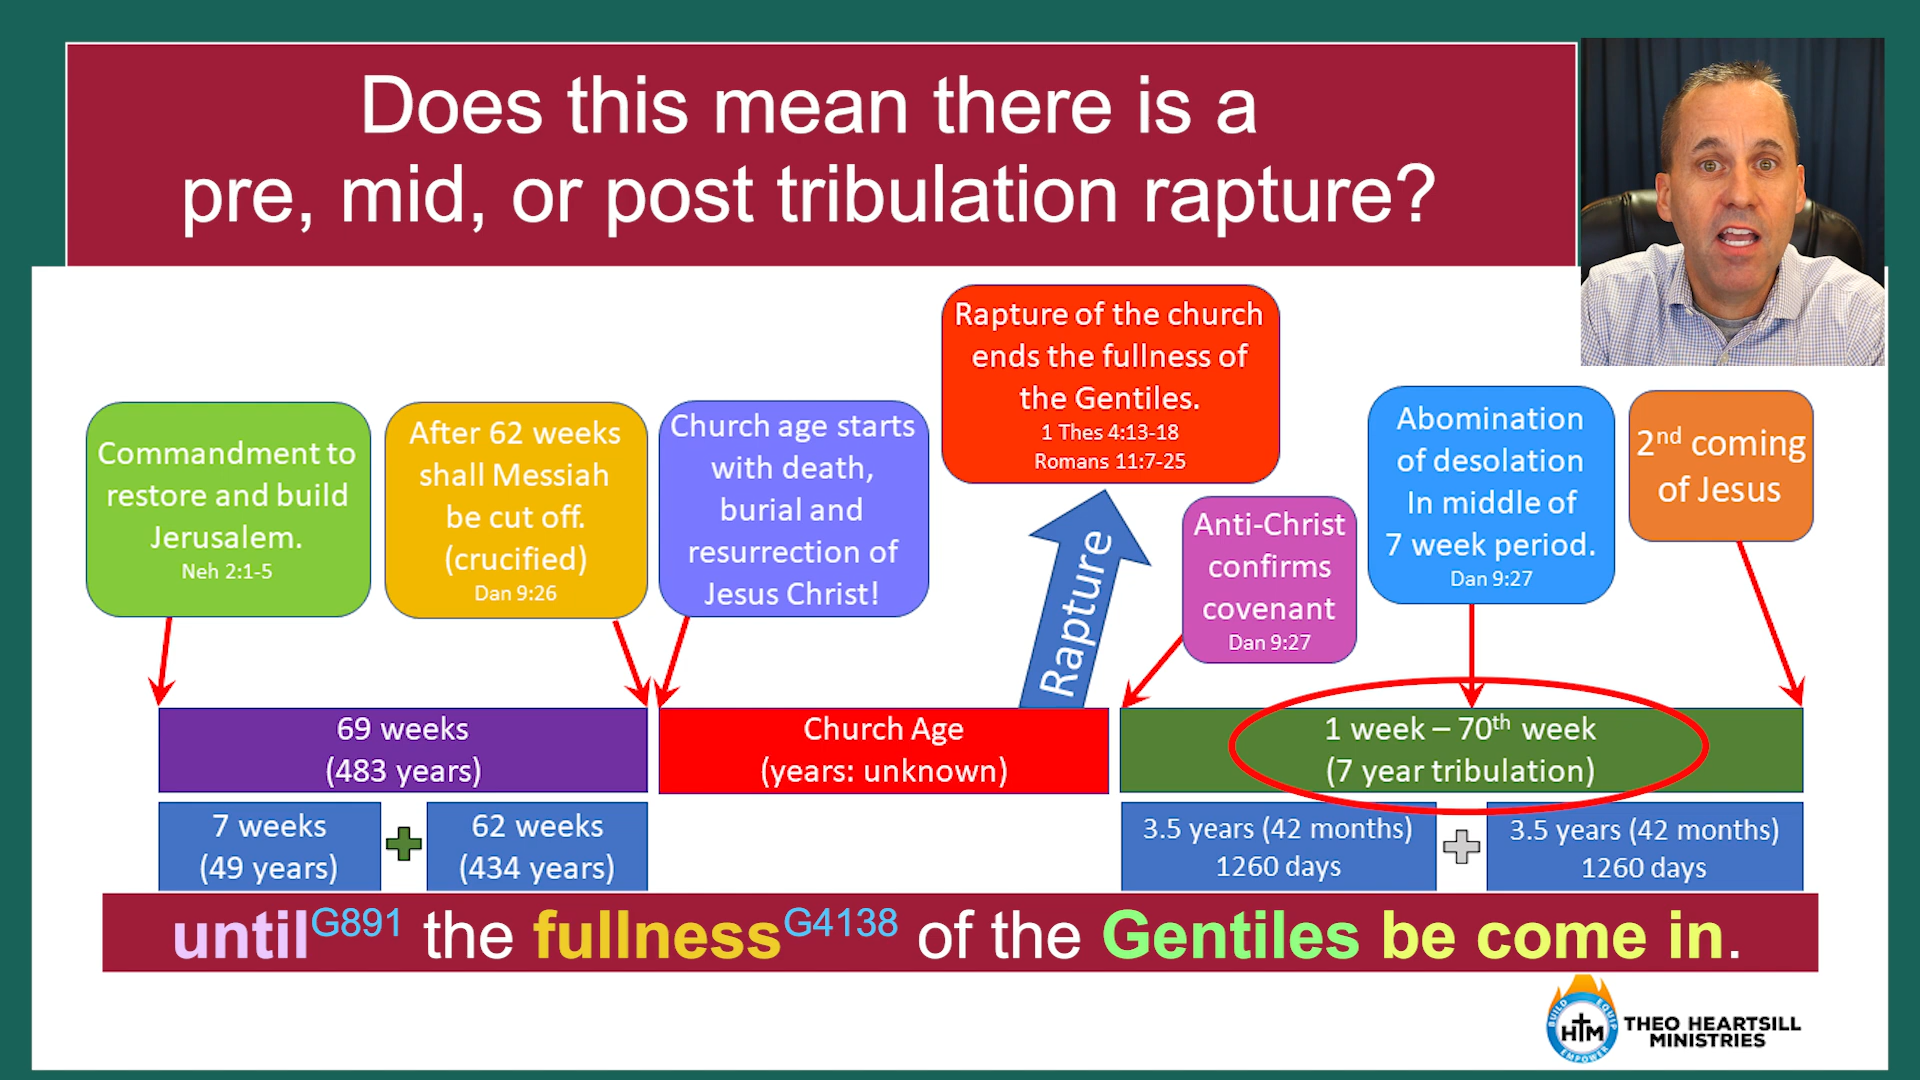 Does this mean there is a
pre, mid, or post tribulation rapture?
Commandment to
restore and build
Jerusalem.
Neh 2:1-5
After 62 weeks
shall Messiah
be cut off.
(crucified)
Dan 9:26
Church age starts
with death,
burial and
resurrection of
Jesus Christ!
Rapture of the church
ends the fullness of
the Gentiles.
1 Thes 4:13-18
Romans 11:7-25
Rapture
Anti-Christ
confirms
covenant
Dan 9:27
Abomination
of desolation
In middle of
7 week period.
Dan 9:27
2nd coming
of Jesus
69 weeks
(483 years)
Church Age
(years: unknown)
1 week – 70th week
(7 year tribulation)
7 weeks
(49 years)
62 weeks
(434 years)
3.5 years (42 months)
1260 days
3.5 years (42 months)
1260 days
untilG891 the fullnessG4138 of the Gentiles be come in.
BUILD EQUIP
HTM
EMPOWER
THEO HEARTSILL
MINISTRIES